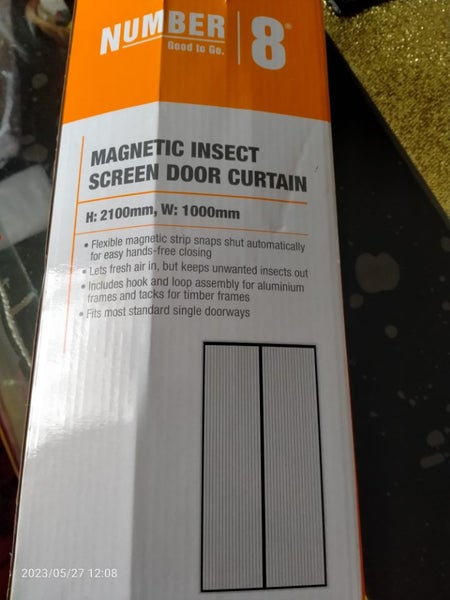 NUMBER 8®
Good to Go.
MAGNETIC INSECT
SCREEN DOOR CURTAIN
H: 2100mm, W: 1000mm
• Flexible magnetic strip snaps shut automatically
for easy hands-free closing
• Lets fresh air in, but keeps unwanted insects out
• Includes hook and loop assembly for aluminium
frames and tacks for timber frames
• Fits most standard single doorways
2023/05/27 12:08